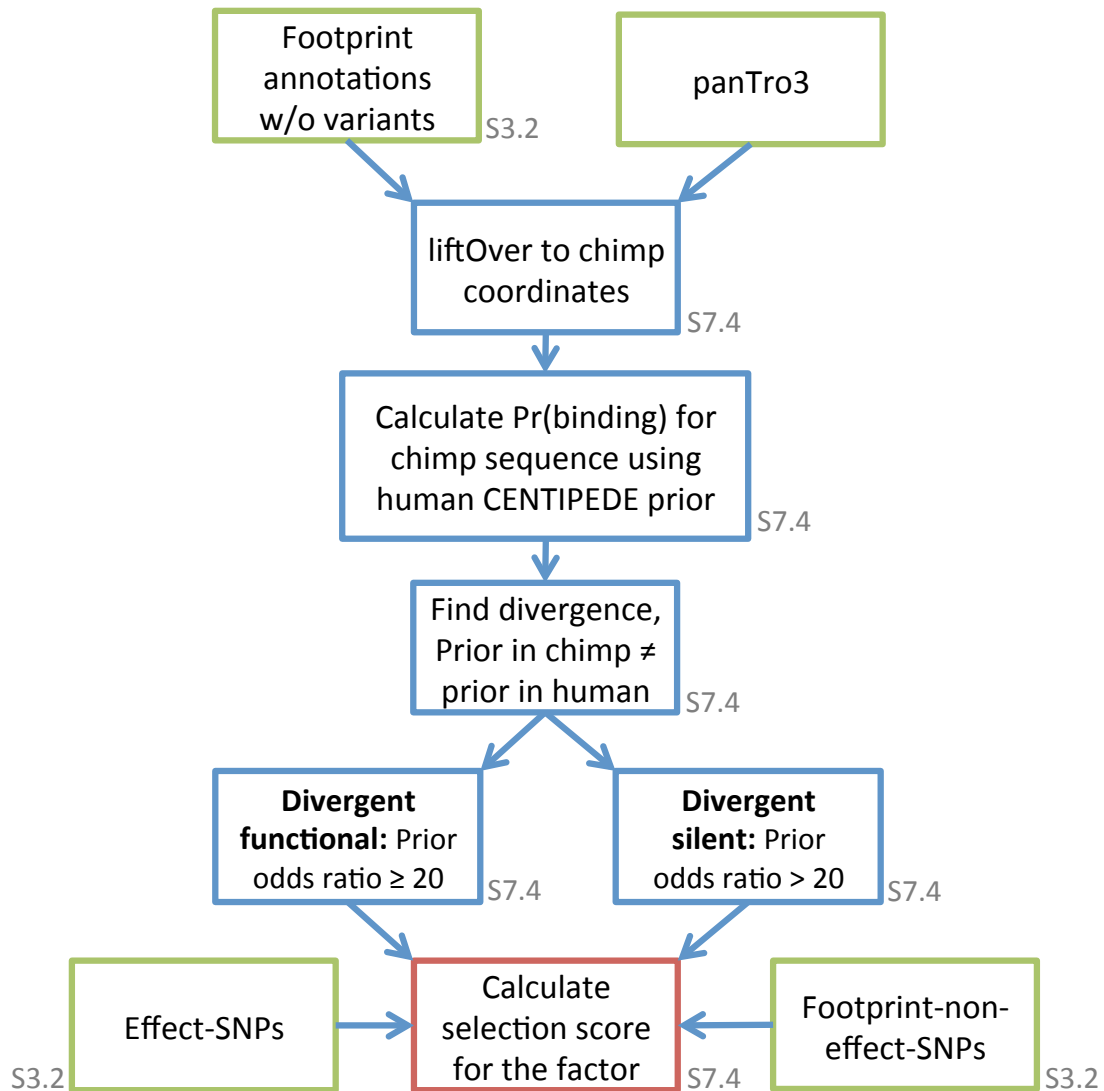 Footprint
annotations
w/o variants
S3.2
panTro3
liftOver to chimp
coordinates
S7.4
Calculate Pr(binding) for
chimp sequence using
human CENTIPEDE prior
S7.4
Find divergence,
Prior in chimp ≠
prior in human
S7.4
Divergent
functional: Prior
odds ratio ≥ 20
S7.4
Divergent
silent: Prior
odds ratio > 20
S7.4
Effect-SNPs
S3.2
Calculate
selection score
for the factor
S7.4
Footprint-non-
effect-SNPs
S3.2